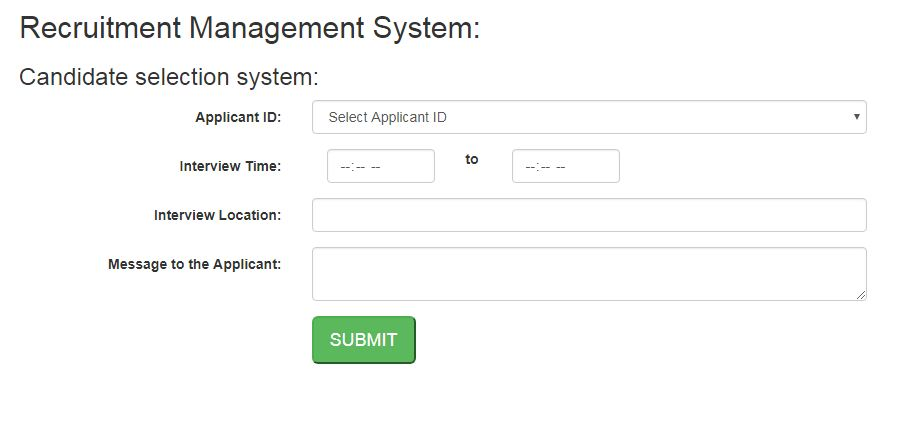 Recruitment Management System:
Candidate selection system:
Applicant ID: Select Applicant ID
Interview Time: --:-- -- to --:-- --
Interview Location:
Message to the Applicant:
SUBMIT